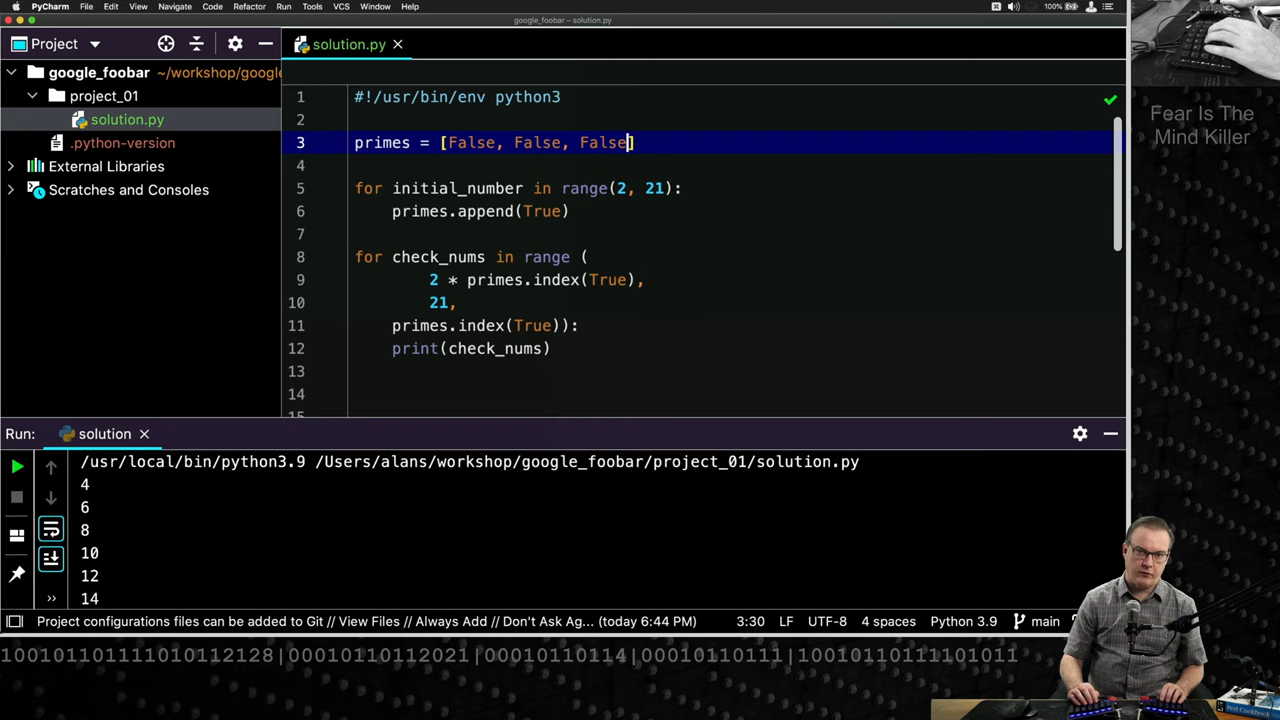 PyCharm File Edit View Navigate Code Refactor Run Tools VCS Window Help 100%
google_foobar – solution.py
Project
solution.py
google_foobar ~/workshop/google
project_01
solution.py
.python-version
External Libraries
Scratches and Consoles
1 #!/usr/bin/env python3
2
3 primes = [False, False, False]
4
5 for initial_number in range(2, 21):
6 primes.append(True)
7
8 for check_nums in range (
9 2 * primes.index(True),
10 21,
11 primes.index(True)):
12 print(check_nums)
13
14
15
Fear Is The
Mind Killer
Run: solution
/usr/local/bin/python3.9 /Users/alans/workshop/google_foobar/project_01/solution.py
4
6
8
10
12
14
Project configurations files can be added to Git // View Files // Always Add // Don't Ask Ag... (today 6:44 PM) 3:30 LF UTF-8 4 spaces Python 3.9 main
100101101111010112128|000101101112021|00010110114|00010110111|100101101111011011
Perl Cookbook